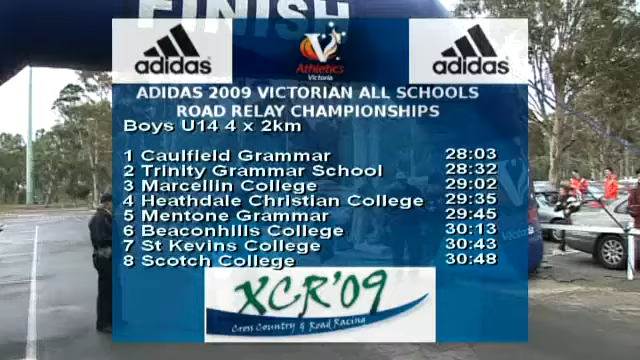 FINISH
adidas
Athletics
Victoria
adidas
ADIDAS 2009 VICTORIAN ALL SCHOOLS
ROAD RELAY CHAMPIONSHIPS
Boys U14 4 x 2km
1 Caulfield Grammar 28:03
2 Trinity Grammar School 28:32
3 Marcellin College 29:02
4 Heathdale Christian College 29:35
5 Mentone Grammar 29:45
6 Beaconhills College 30:13
7 St Kevins College 30:43
8 Scotch College 30:48
XCR'09
Cross Country & Road Racing